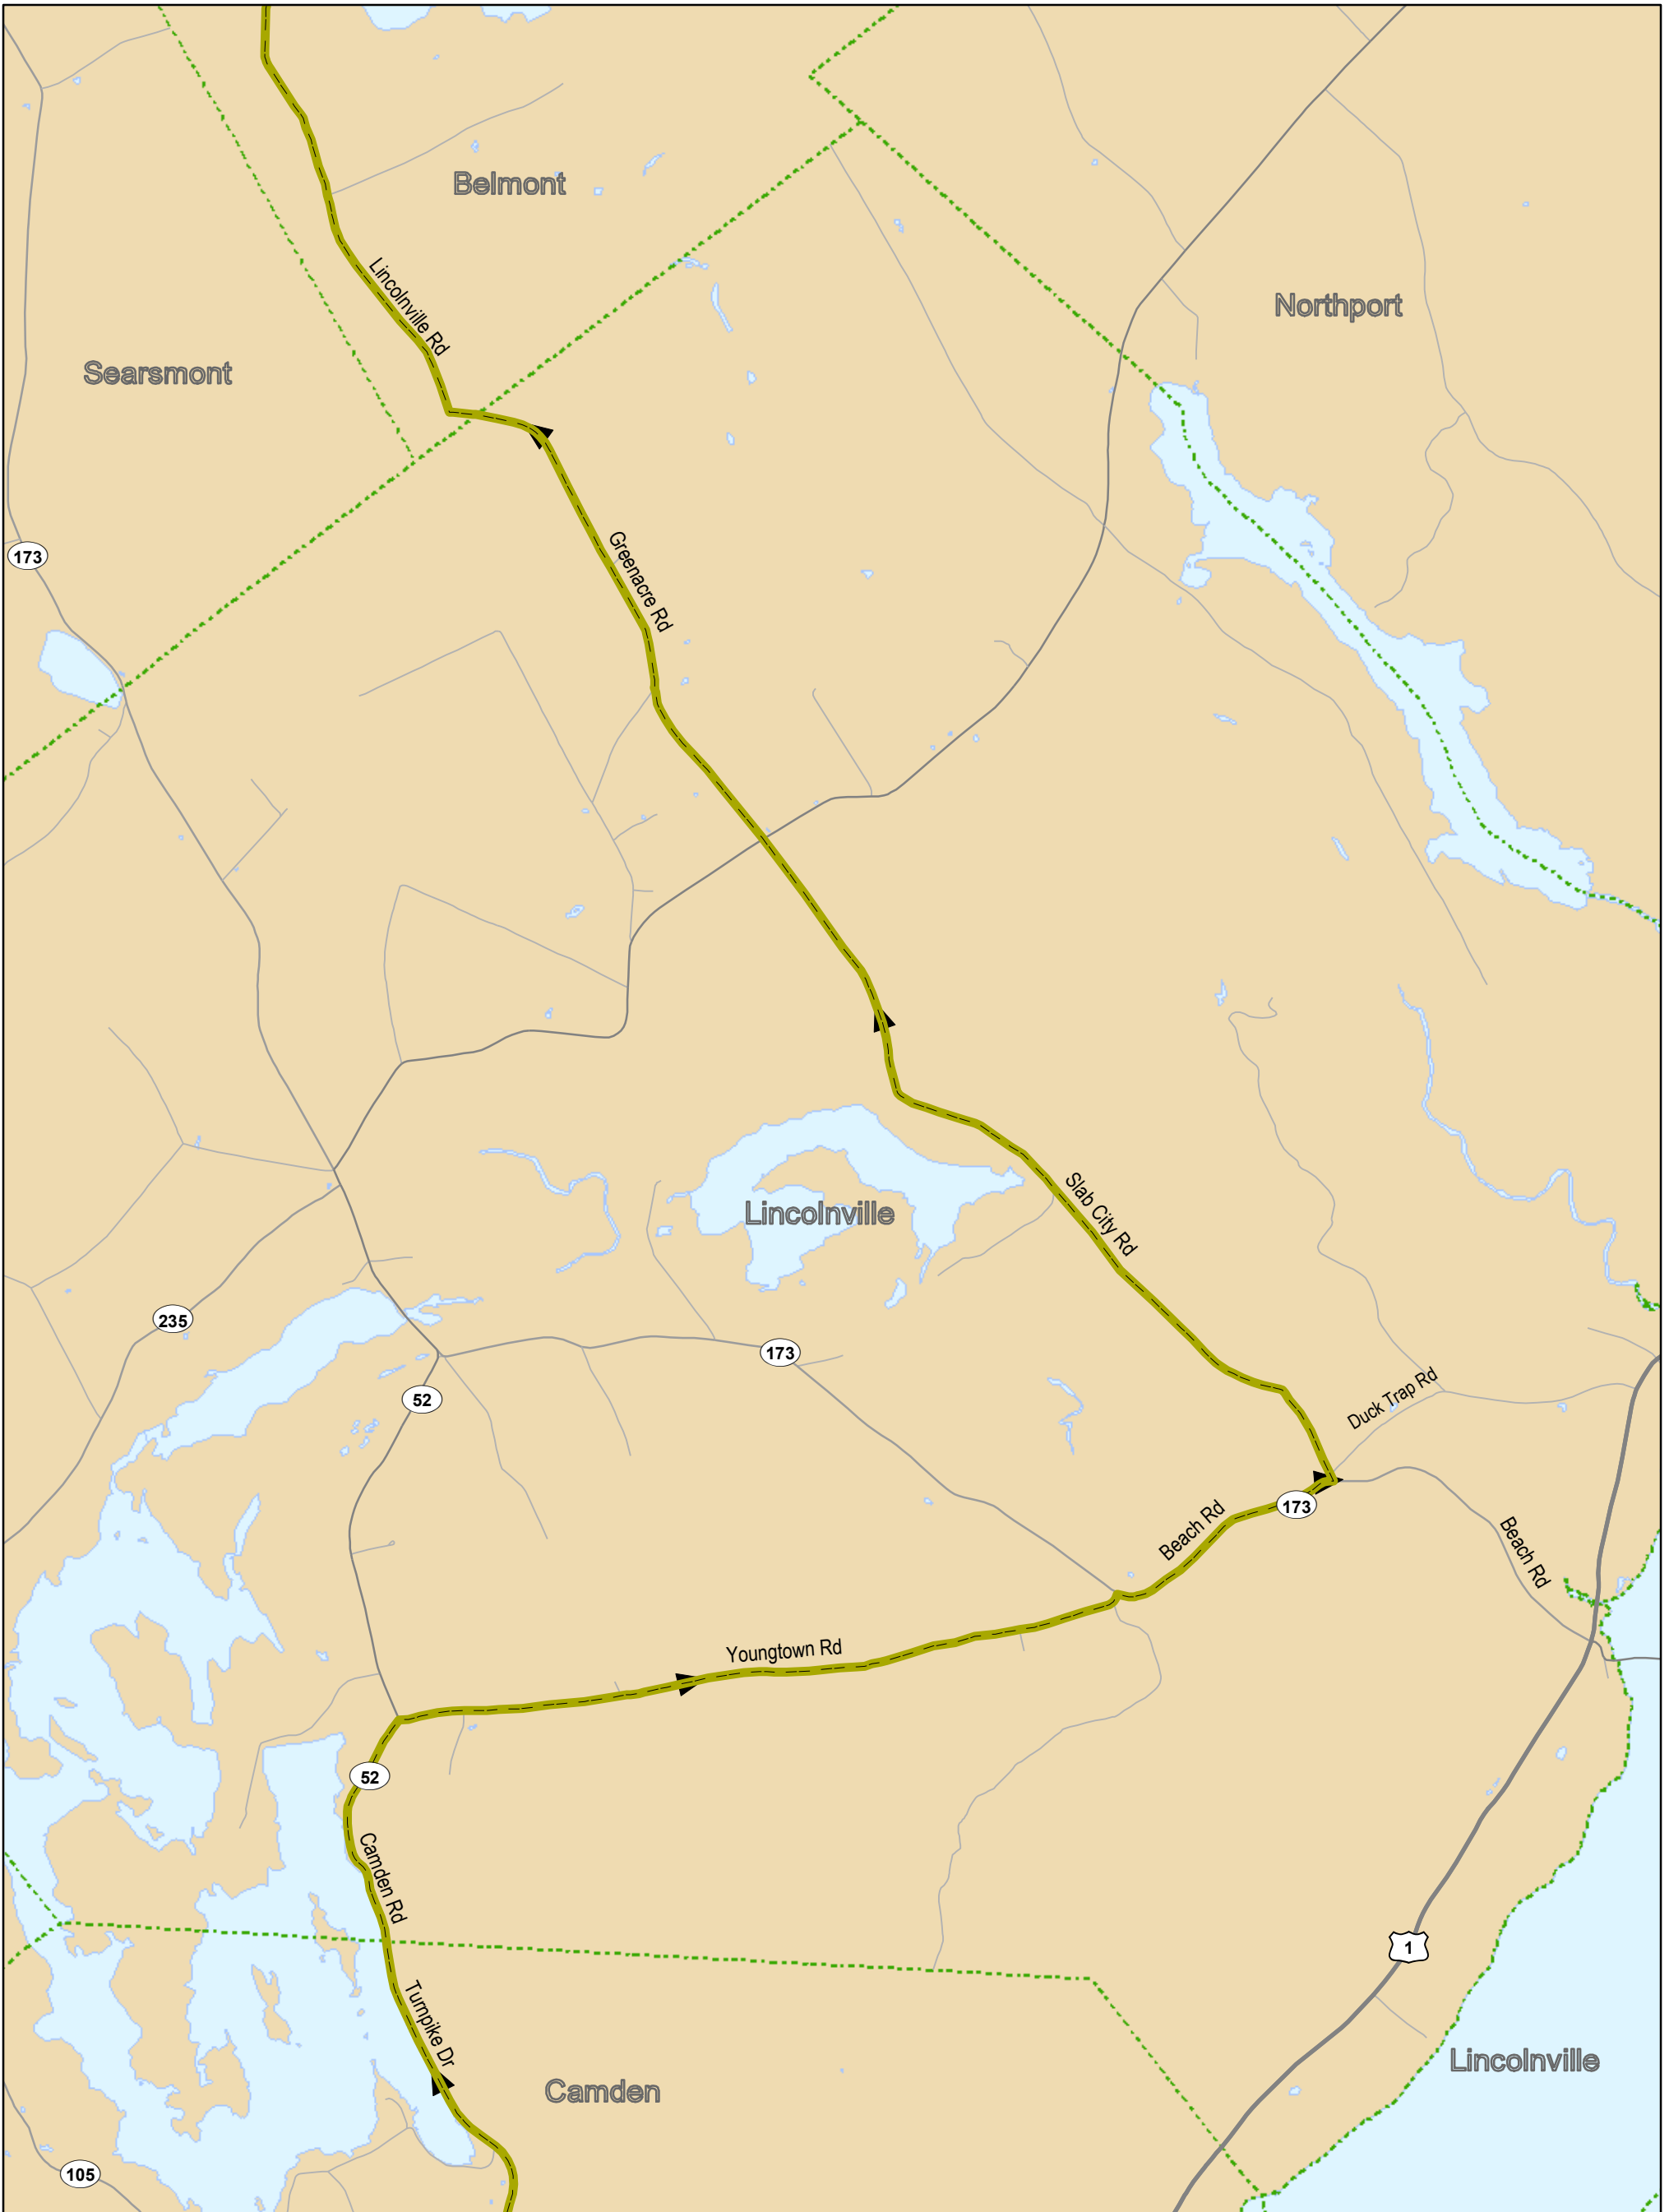 Belmont
Northport
Lincolnville Rd
Searsmont
173
Greenacre Rd
Lincolnville
Slab City Rd
235
173
52
Duck Trap Rd
173
Beach Rd
Beach Rd
Youngtown Rd
52
Camden Rd
1
Turnpike Dr
Lincolnville
Camden
105